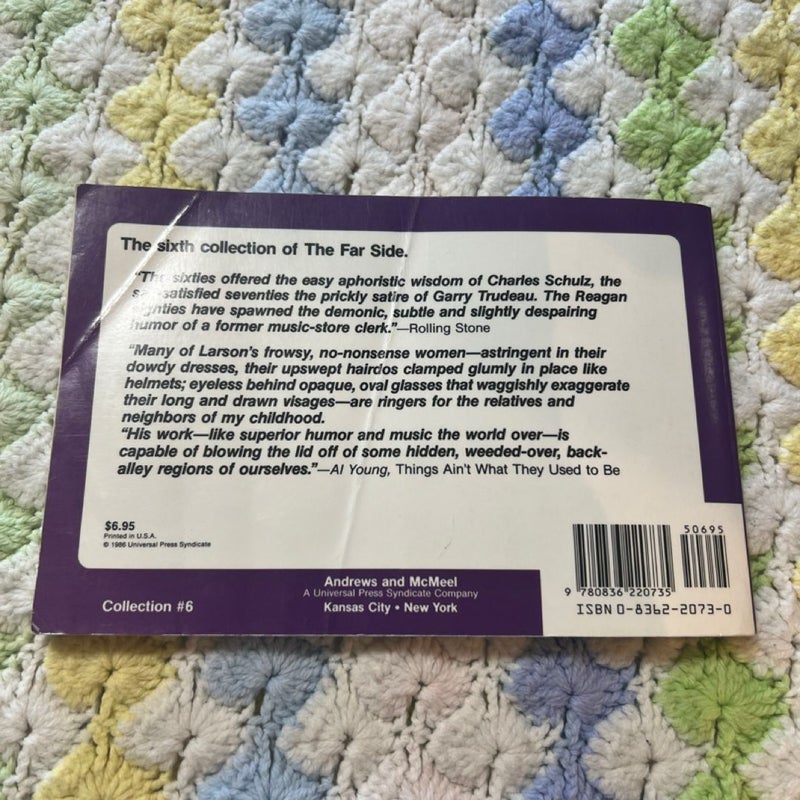 The sixth collection of The Far Side.
"The sixties offered the easy aphoristic wisdom of Charles Schulz, the
satisfied seventies the prickly satire of Garry Trudeau. The Reagan
eighties have spawned the demonic, subtle and slightly despairing
humor of a former music-store clerk."—Rolling Stone
"Many of Larson's frowsy, no-nonsense women—astringent in their
dowdy dresses, their upswept hairdos clamped glumly in place like
helmets; eyeless behind opaque, oval glasses that waggishly exaggerate
their long and drawn visages—are ringers for the relatives and
neighbors of my childhood.
"His work—like superior humor and music the world over—is
capable of blowing the lid off of some hidden, weeded-over, back-
alley regions of ourselves."—Al Young, Things Ain't What They Used to Be
$6.95
Printed in U.S.A.
© 1986 Universal Press Syndicate
Collection #6
Andrews and McMeel
A Universal Press Syndicate Company
Kansas City • New York
50695
9 780836 220735
ISBN 0-8362-2073-0